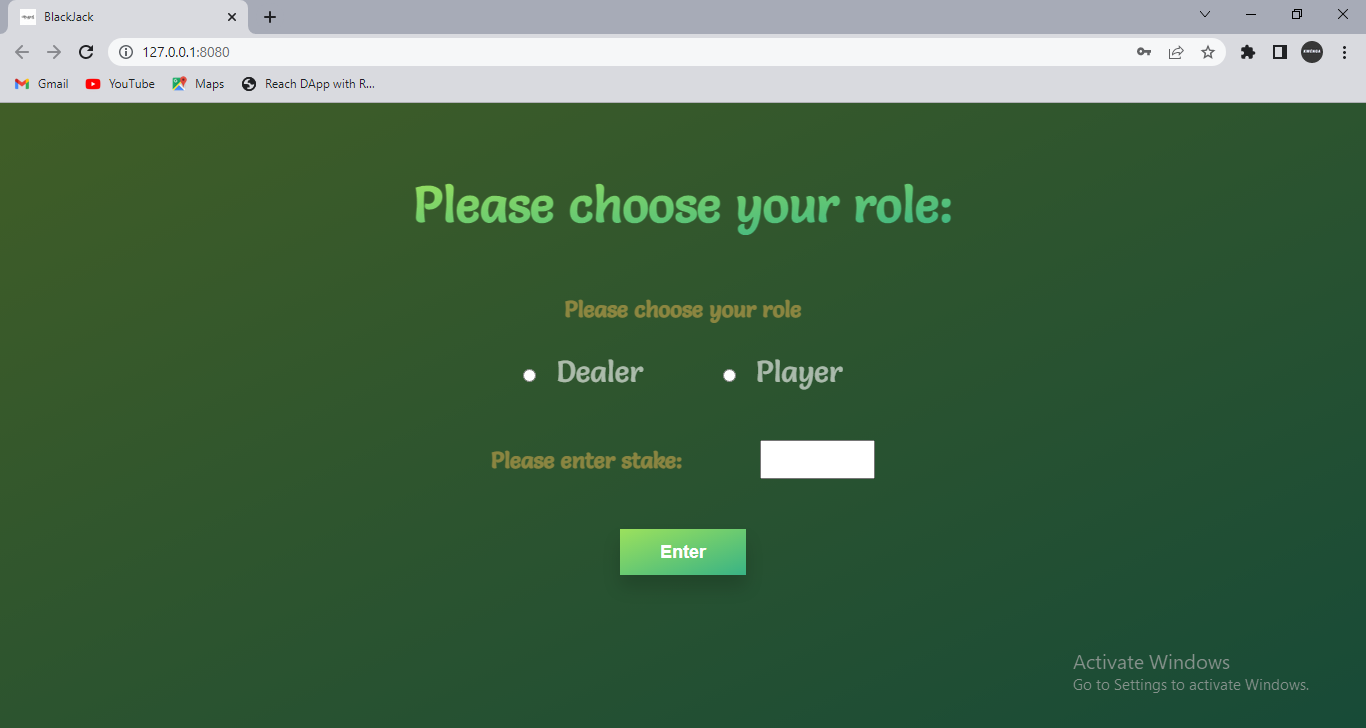 BlackJack
127.0.0.1:8080
Gmail YouTube Maps Reach DApp with R...
Please choose your role:
Please choose your role
Dealer Player
Please enter stake:
Enter
Activate Windows
Go to Settings to activate Windows.